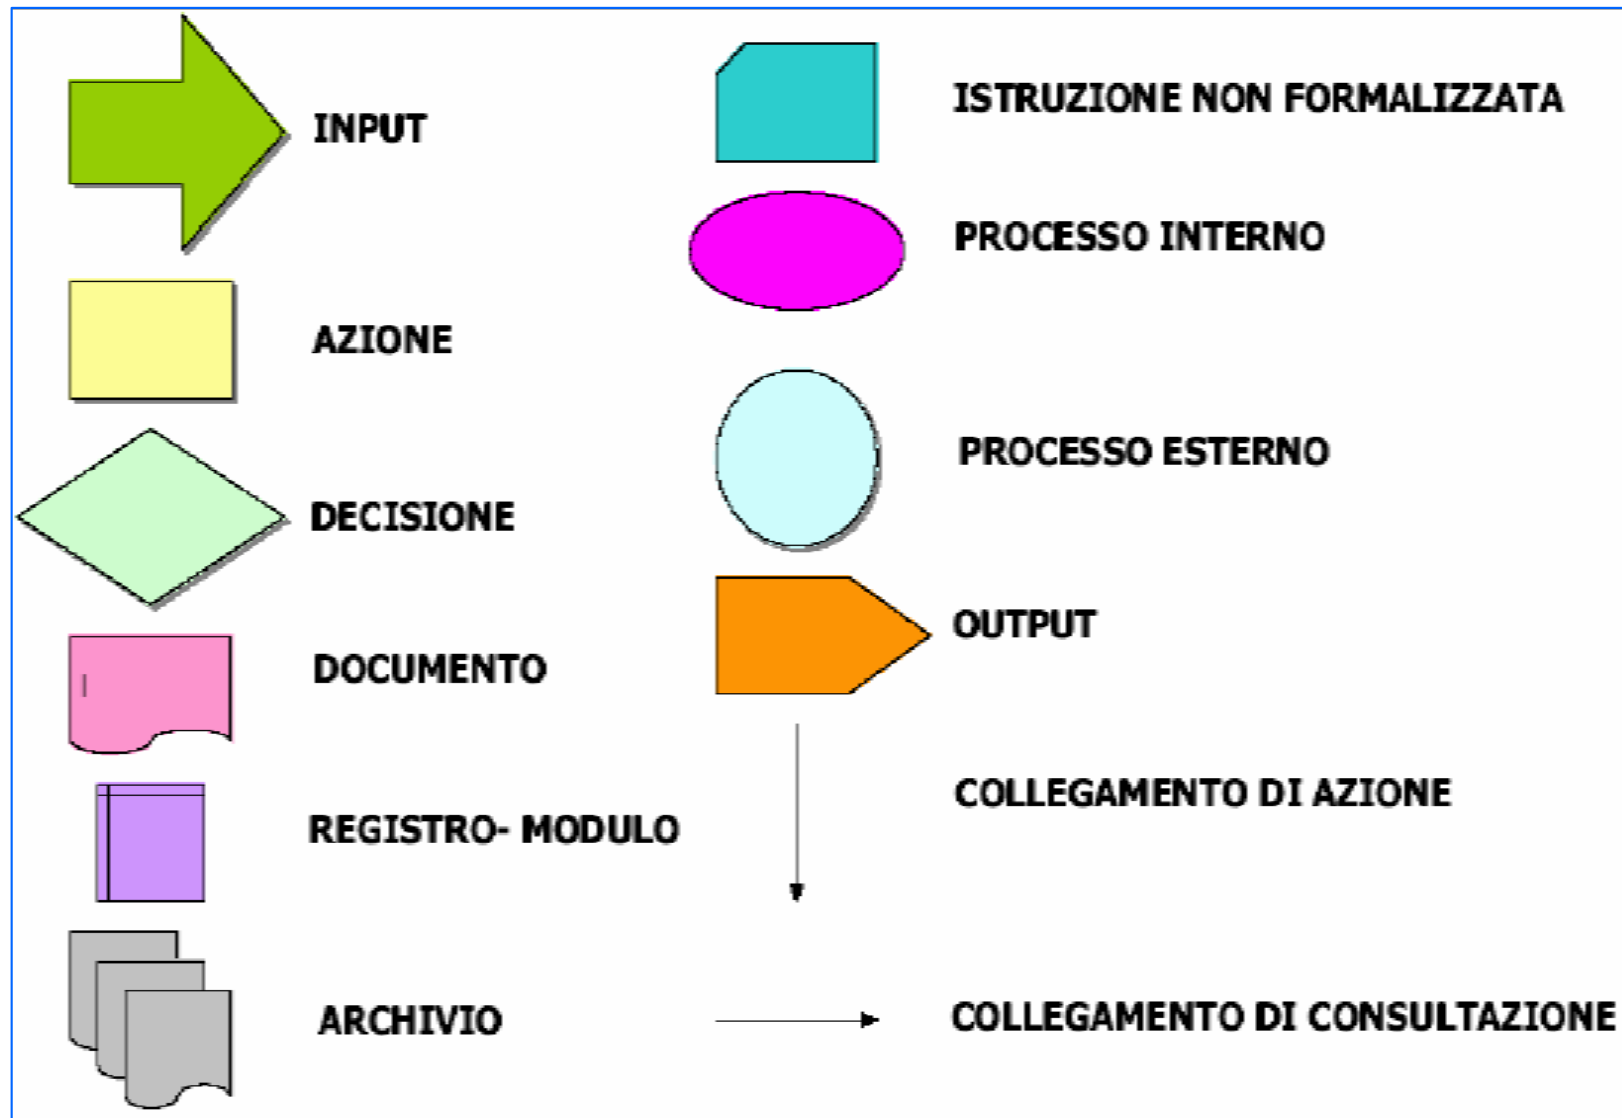 INPUT
AZIONE
DECISIONE
DOCUMENTO
REGISTRO- MODULO
ARCHIVIO
ISTRUZIONE NON FORMALIZZATA
PROCESSO INTERNO
PROCESSO ESTERNO
OUTPUT
COLLEGAMENTO DI AZIONE
COLLEGAMENTO DI CONSULTAZIONE